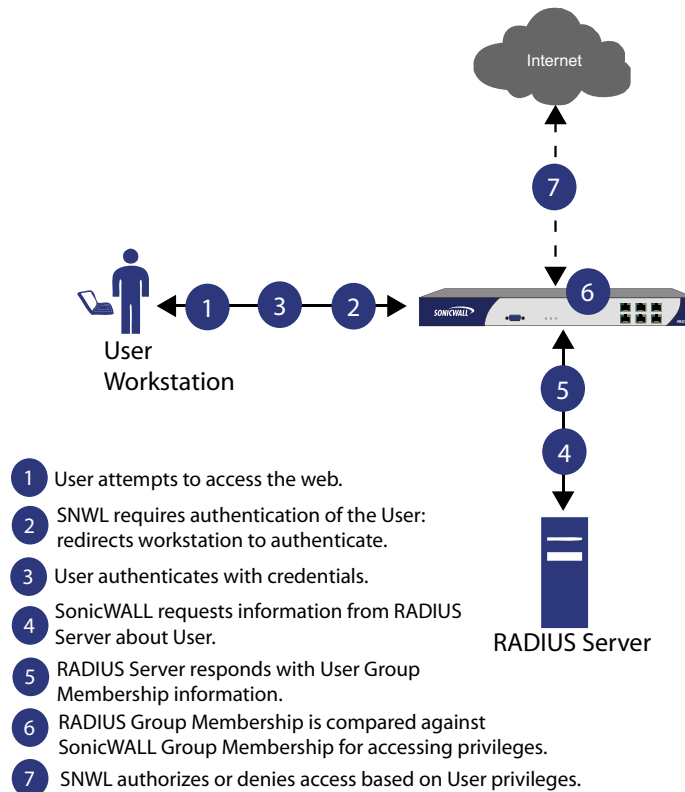 Internet
7
6
1
3
2
SONICWALL
PRO
User
Workstation
5
4
RADIUS Server
1 User attempts to access the web.
2 SNWL requires authentication of the User:
redirects workstation to authenticate.
3 User authenticates with credentials.
4 SonicWALL requests information from RADIUS
Server about User.
5 RADIUS Server responds with User Group
Membership information.
6 RADIUS Group Membership is compared against
SonicWALL Group Membership for accessing privileges.
7 SNWL authorizes or denies access based on User privileges.